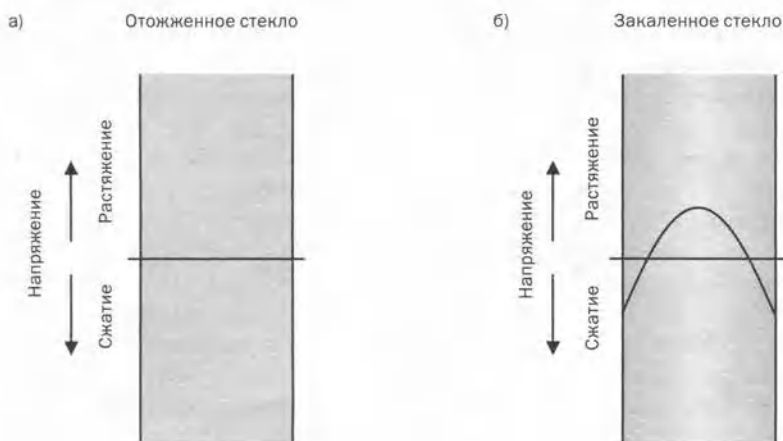 а)
Отожженное стекло
Напряжение
Растяжение
Сжатие
б)
Закаленное стекло
Напряжение
Растяжение
Сжатие